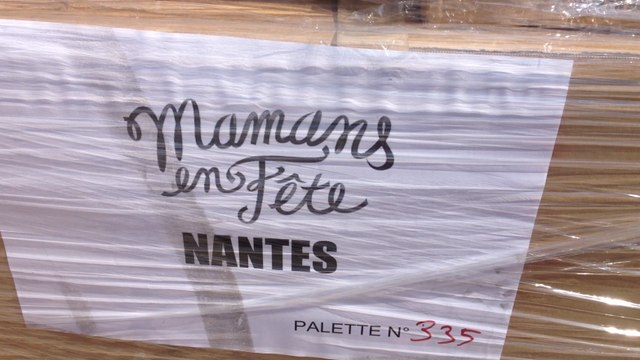 Mamans
en Fête
NANTES
PALETTE N° 335